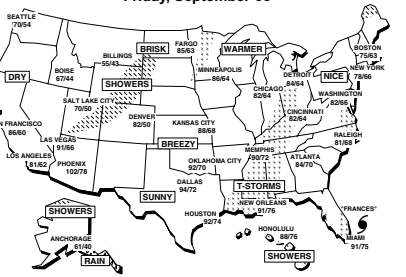 Friday, September 03
SEATTLE
70/54
BILLINGS
55/43
BRISK
FARGO
85/63
WARMER
BOSTON
75/63
NEW YORK
78/66
DRY
BOISE
67/44
SHOWERS
MINNEAPOLIS
86/64
DETROIT
84/64
NICE
CHICAGO
82/64
WASHINGTON
82/66
SALT LAKE CITY
70/50
DENVER
82/50
KANSAS CITY
88/68
CINCINNATI
82/64
N FRANCISCO
86/60
LAS VEGAS
91/66
BREEZY
RALEIGH
81/68
LOS ANGELES
81/62
PHOENIX
102/78
OKLAHOMA CITY
92/70
MEMPHIS
90/72
ATLANTA
84/70
DALLAS
94/72
SUNNY
T-STORMS
NEW ORLEANS
91/76
HOUSTON
92/74
"FRANCES"
SHOWERS
ANCHORAGE
61/40
RAIN
HONOLULU
88/76
SHOWERS
MIAMI
91/75